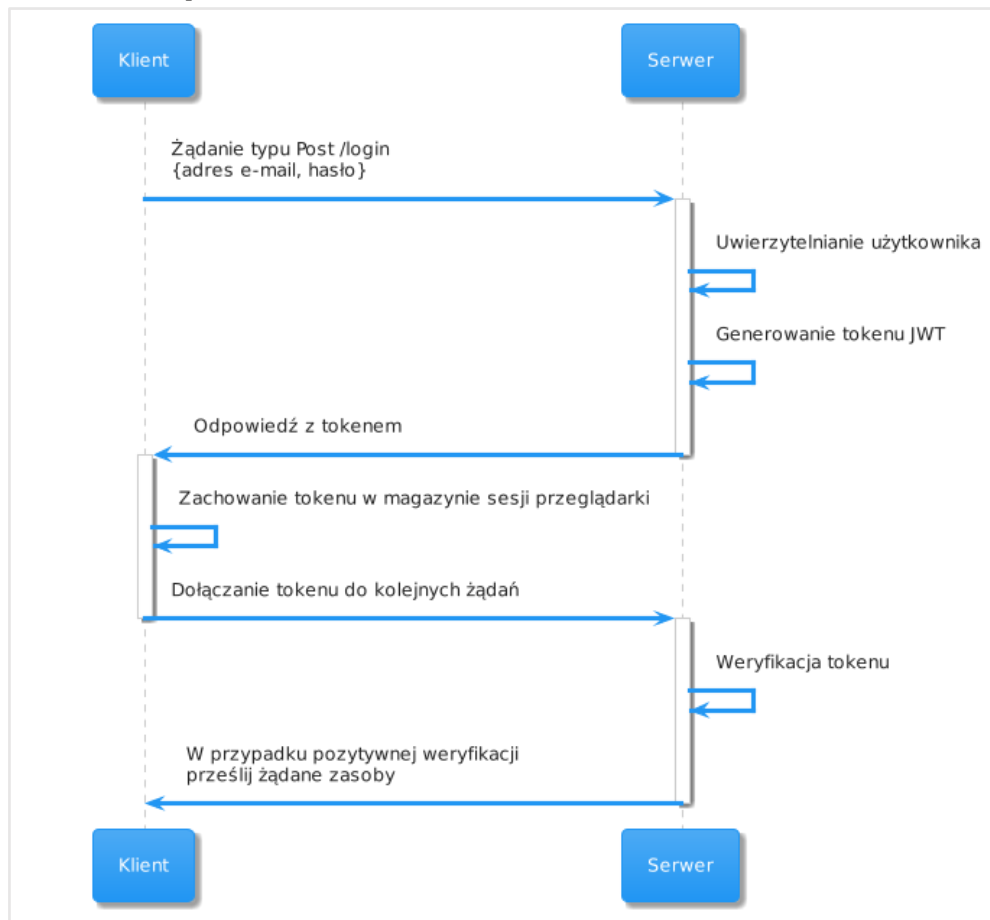 Klient
Serwer
Żądanie typu Post /login
{adres e-mail, hasło}
Uwierzytelnianie użytkownika
Generowanie tokenu JWT
Odpowiedź z tokenem
Zachowanie tokenu w magazynie sesji przeglądarki
Dołączanie tokenu do kolejnych żądań
Weryfikacja tokenu
W przypadku pozytywnej weryfikacji
prześlij żądane zasoby
Klient
Serwer